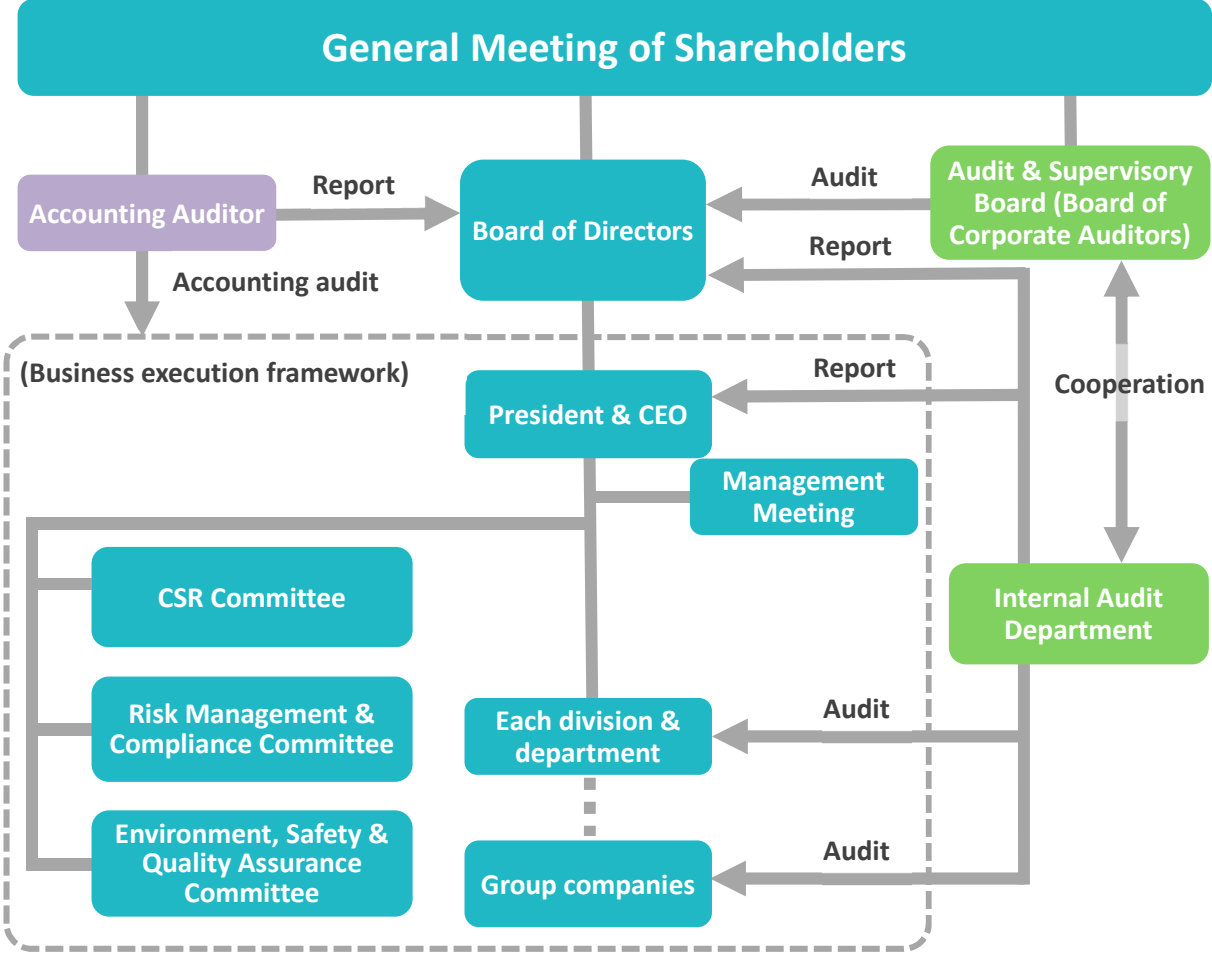 General Meeting of Shareholders
Accounting Auditor
Report
Board of Directors
Audit
Audit & Supervisory
Board (Board of
Corporate Auditors)
Report
Accounting audit
(Business execution framework)
Report
Cooperation
President & CEO
Management
Meeting
CSR Committee
Internal Audit
Department
Risk Management &
Compliance Committee
Each division &
department
Audit
Environment, Safety &
Quality Assurance
Committee
Group companies
Audit